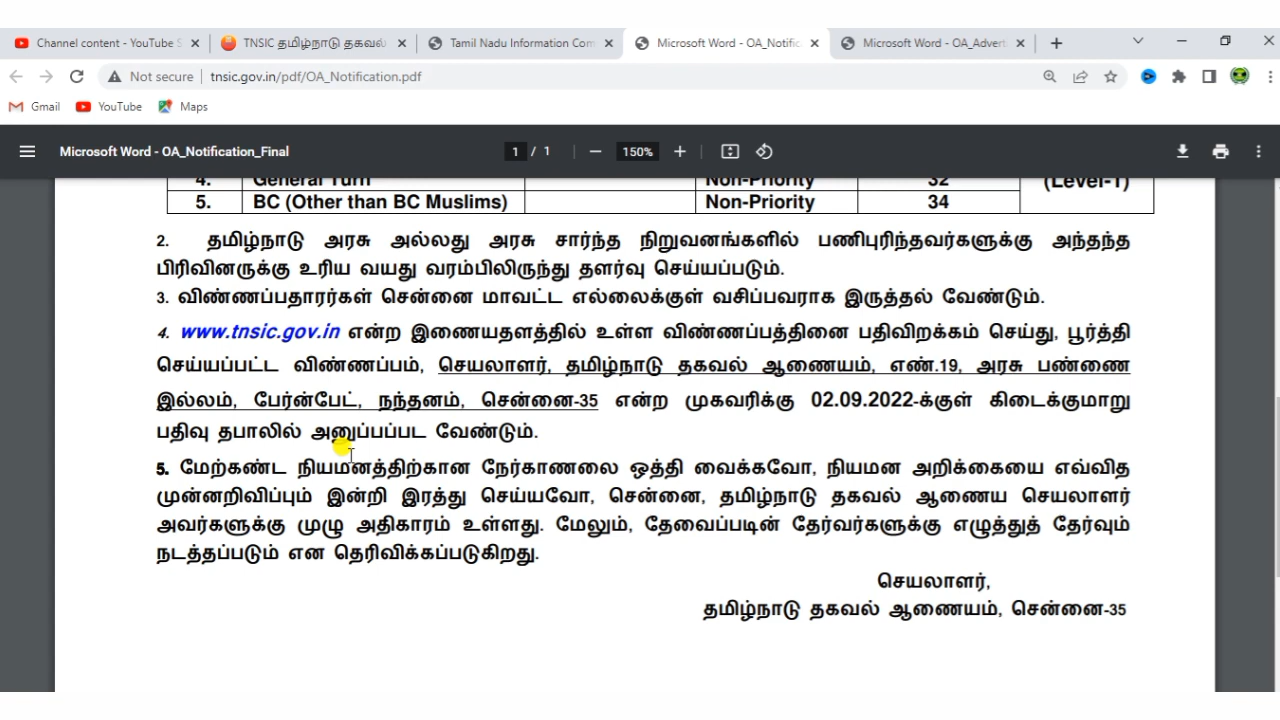 Channel content - YouTube S
TNSIC தமிழ்நாடு தகவல்
Tamil Nadu Information Com
Microsoft Word - OA_Notific
Microsoft Word - OA_Advert
Not secure | tnsic.gov.in/pdf/OA_Notification.pdf
Gmail YouTube Maps
Microsoft Word - OA_Notification_Final 1 / 1 150%
4. General Turn Non-Priority 32 (Level-1)
5. BC (Other than BC Muslims) Non-Priority 34
2. தமிழ்நாடு அரசு அல்லது அரசு சார்ந்த நிறுவனங்களில் பணிபுரிந்தவர்களுக்கு அந்தந்த
பிரிவினருக்கு உரிய வயது வரம்பிலிருந்து தளர்வு செய்யப்படும்.
3. விண்ணப்பதாரர்கள் சென்னை மாவட்ட எல்லைக்குள் வசிப்பவராக இருத்தல் வேண்டும்.
4. www.tnsic.gov.in என்ற இணையதளத்தில் உள்ள விண்ணப்பத்தினை பதிவிறக்கம் செய்து, பூர்த்தி
செய்யப்பட்ட விண்ணப்பம், செயலாளர், தமிழ்நாடு தகவல் ஆணையம், எண்.19, அரசு பண்ணை
இல்லம், பேர்ன்பேட், நந்தனம், சென்னை-35 என்ற முகவரிக்கு 02.09.2022-க்குள் கிடைக்குமாறு
பதிவு தபாலில் அனுப்பப்பட வேண்டும்.
5. மேற்கண்ட நியமனத்திற்கான நேர்காணலை ஒத்தி வைக்கவோ, நியமன அறிக்கையை எவ்வித
முன்னறிவிப்பும் இன்றி இரத்து செய்யவோ, சென்னை, தமிழ்நாடு தகவல் ஆணைய செயலாளர்
அவர்களுக்கு முழு அதிகாரம் உள்ளது. மேலும், தேவைப்படின் தேர்வர்களுக்கு எழுத்துத் தேர்வும்
நடத்தப்படும் என தெரிவிக்கப்படுகிறது.
செயலாளர்,
தமிழ்நாடு தகவல் ஆணையம், சென்னை-35